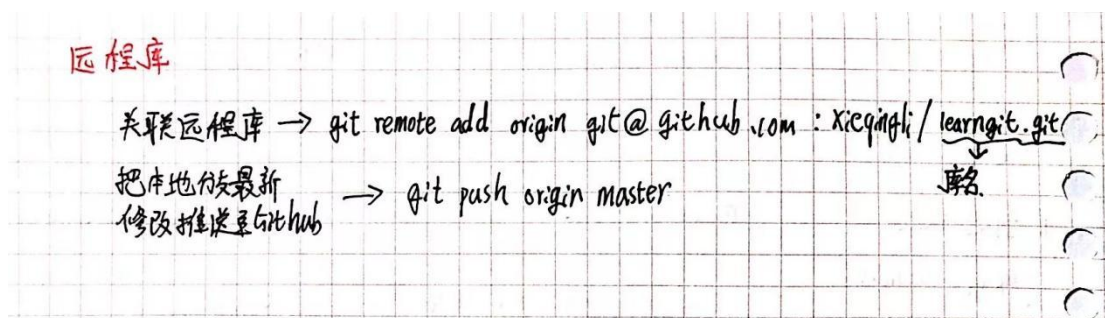 远程库
关联远程库 → git remote add origin git@github.com:xieqingli/learngit.git
库名
把本地分支最新
修改推送至Github → git push origin master